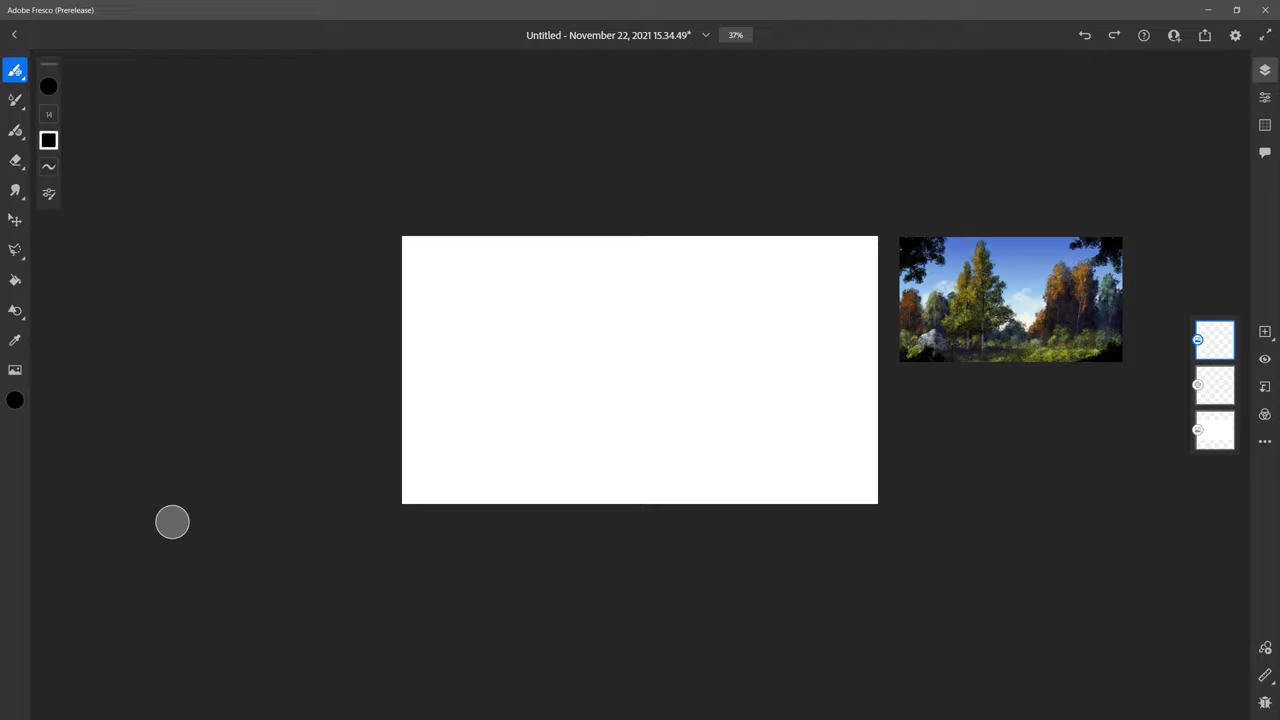 Adobe Fresco (Prerelease)
Untitled - November 22, 2021 15.34.49*
37%
14